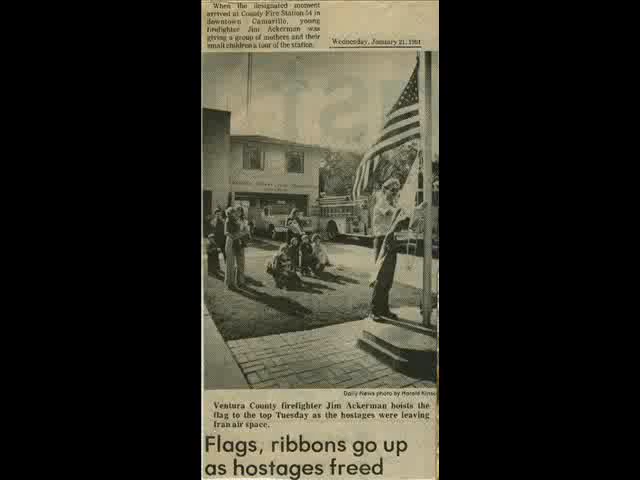 When the designated moment
arrived at County Fire Station 54 in
downtown Camarillo, young
firefighter Jim Ackerman was
giving a group of mothers and their
small children a tour of the station.
Wednesday, January 21, 1981
Daily News photo by Harold
Ventura County firefighter Jim Ackerman hoists the
flag to the top Tuesday as the hostages were leaving
Iran air space.
Flags, ribbons go up
as hostages freed